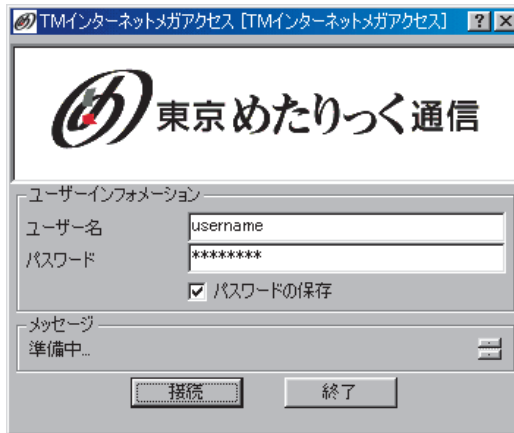 TMインターネットメガアクセス [TMインターネットメガアクセス]
東京めたりっく通信
ユーザーインフォメーション
ユーザー名 username
パスワード ********
パスワードの保存
メッセージ
準備中...
接続 終了